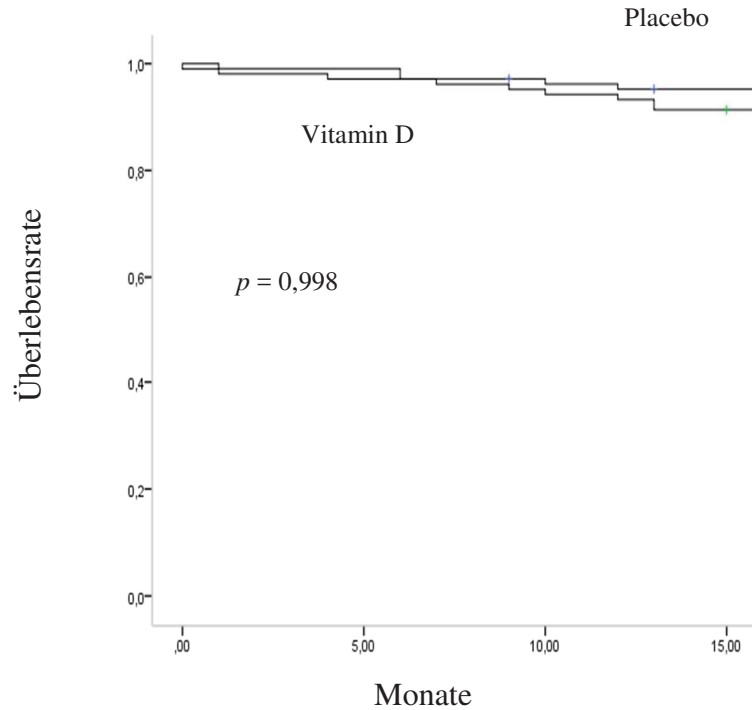 Placebo
1,0
Vitamin D
0,8
Überlebensrate
p = 0,998
0,6
0,4
0,2
0,0
,00 5,00 10,00 15,00
Monate